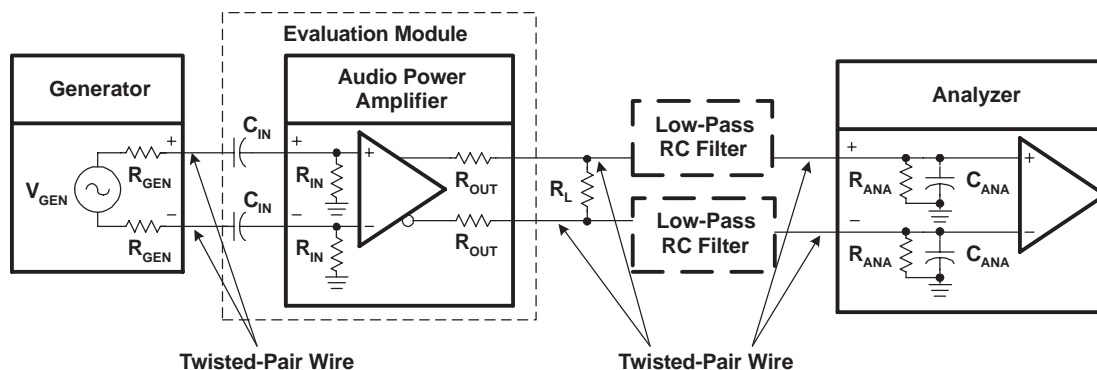 Evaluation Module
Generator
Audio Power
Amplifier
Analyzer
Low-Pass
RC Filter
Low-Pass
RC Filter
V_GEN
R_GEN
R_GEN
+
−
C_IN
C_IN
+
−
R_IN
R_IN
+
−
R_OUT
R_OUT
R_L
+
−
R_ANA
R_ANA
C_ANA
C_ANA
+
−
Twisted-Pair Wire
Twisted-Pair Wire